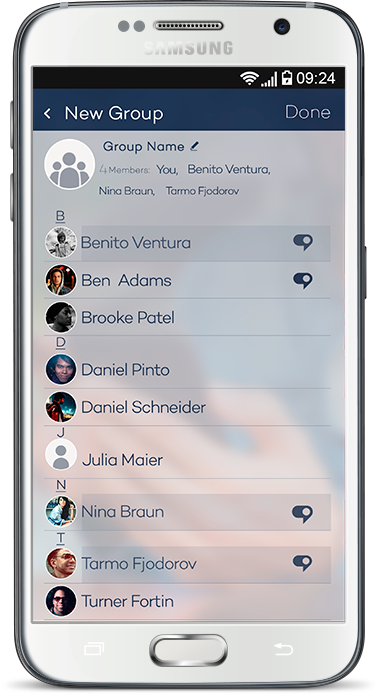 SAMSUNG
09:24
New Group Done
Group Name
4 Members: You, Benito Ventura,
Nina Braun, Tarmo Fjodorov
B
Benito Ventura
Ben Adams
Brooke Patel
D
Daniel Pinto
Daniel Schneider
J
Julia Maier
N
Nina Braun
T
Tarmo Fjodorov
Turner Fortin